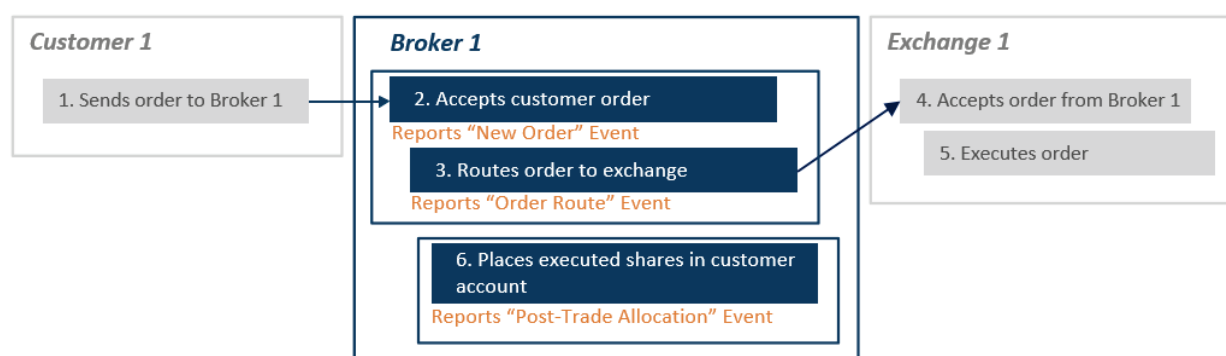 Customer 1
1. Sends order to Broker 1
Broker 1
2. Accepts customer order
Reports “New Order” Event
3. Routes order to exchange
Reports “Order Route” Event
6. Places executed shares in customer
account
Reports “Post-Trade Allocation” Event
Exchange 1
4. Accepts order from Broker 1
5. Executes order